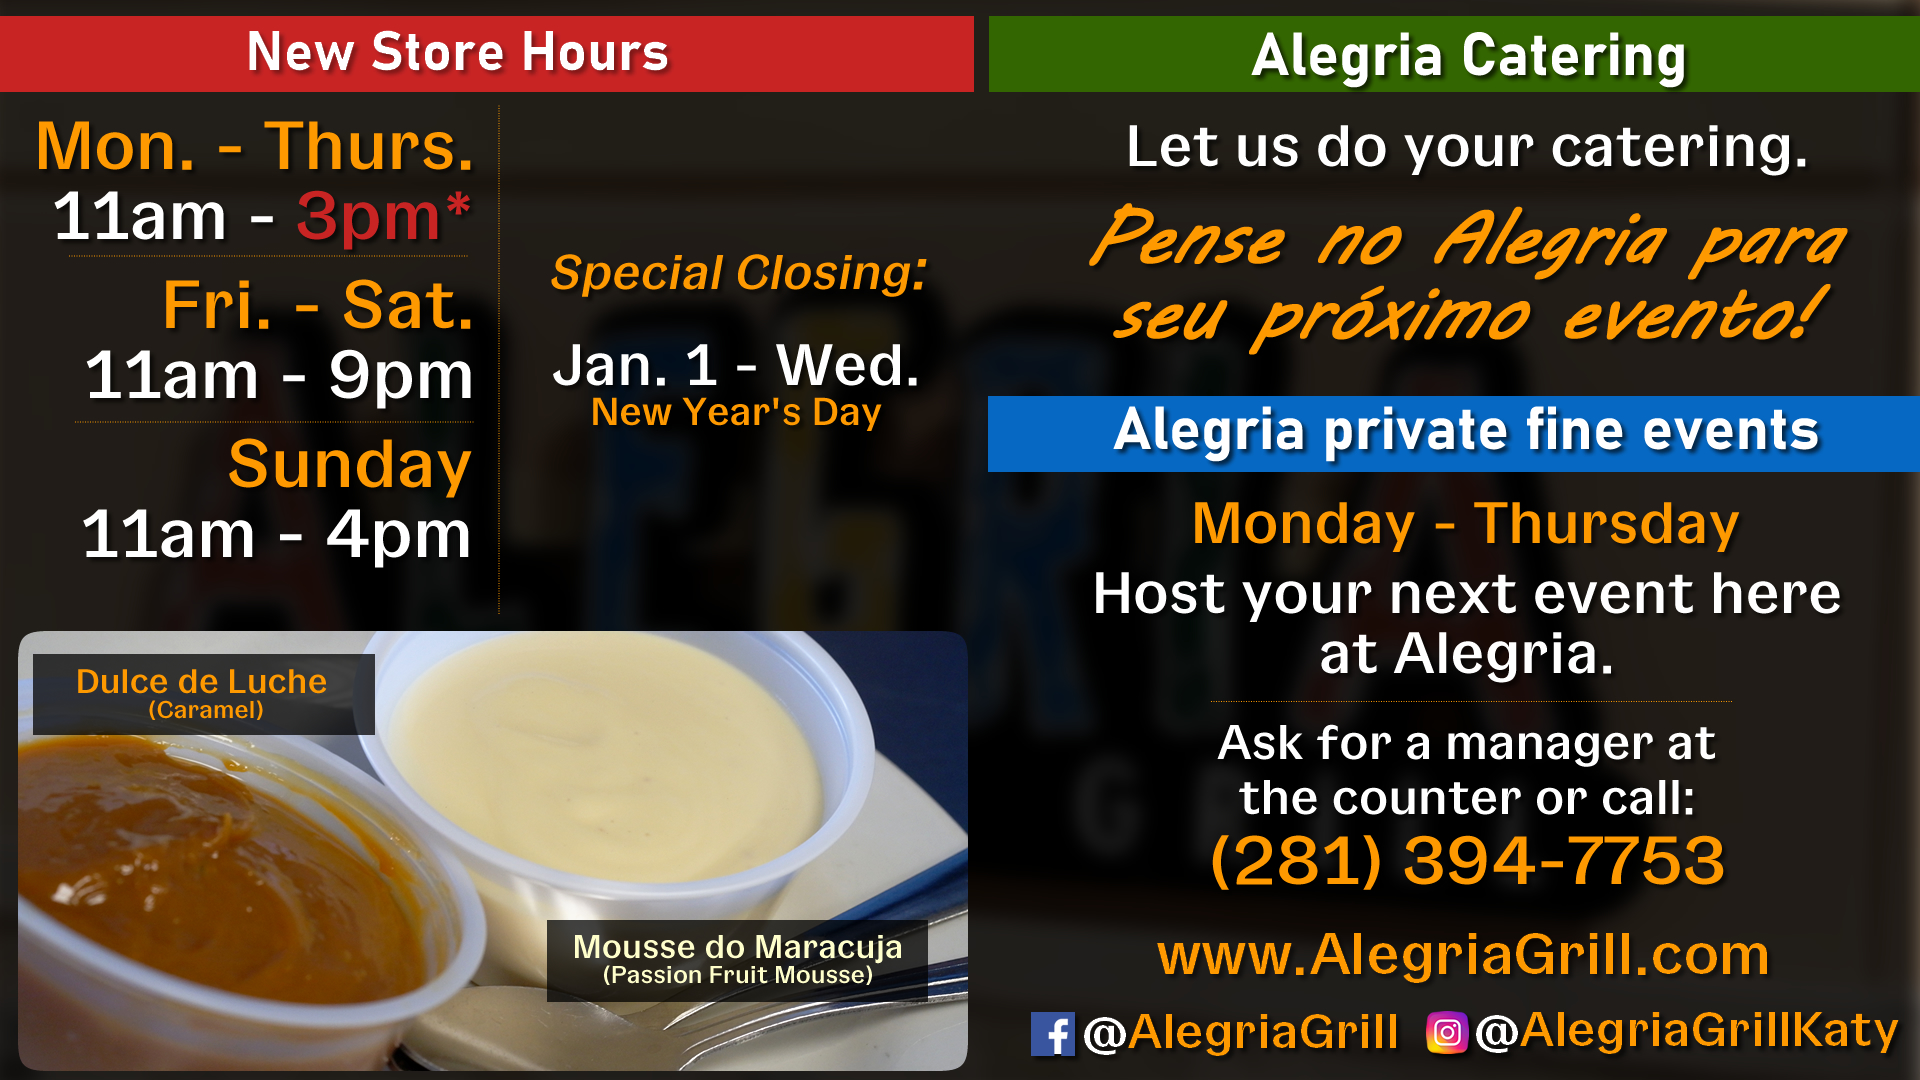 New Store Hours
Mon. - Thurs.
11am - 3pm*
Fri. - Sat.
11am - 9pm
Sunday
11am - 4pm
Special Closing:
Jan. 1 - Wed.
New Year's Day
Dulce de Luche
(Caramel)
Mousse do Maracuja
(Passion Fruit Mousse)
Alegria Catering
Let us do your catering.
Pense no Alegria para
seu próximo evento!
Alegria private fine events
Monday - Thursday
Host your next event here
at Alegria.
Ask for a manager at
the counter or call:
(281) 394-7753
www.AlegriaGrill.com
@AlegriaGrill
@AlegriaGrillKaty